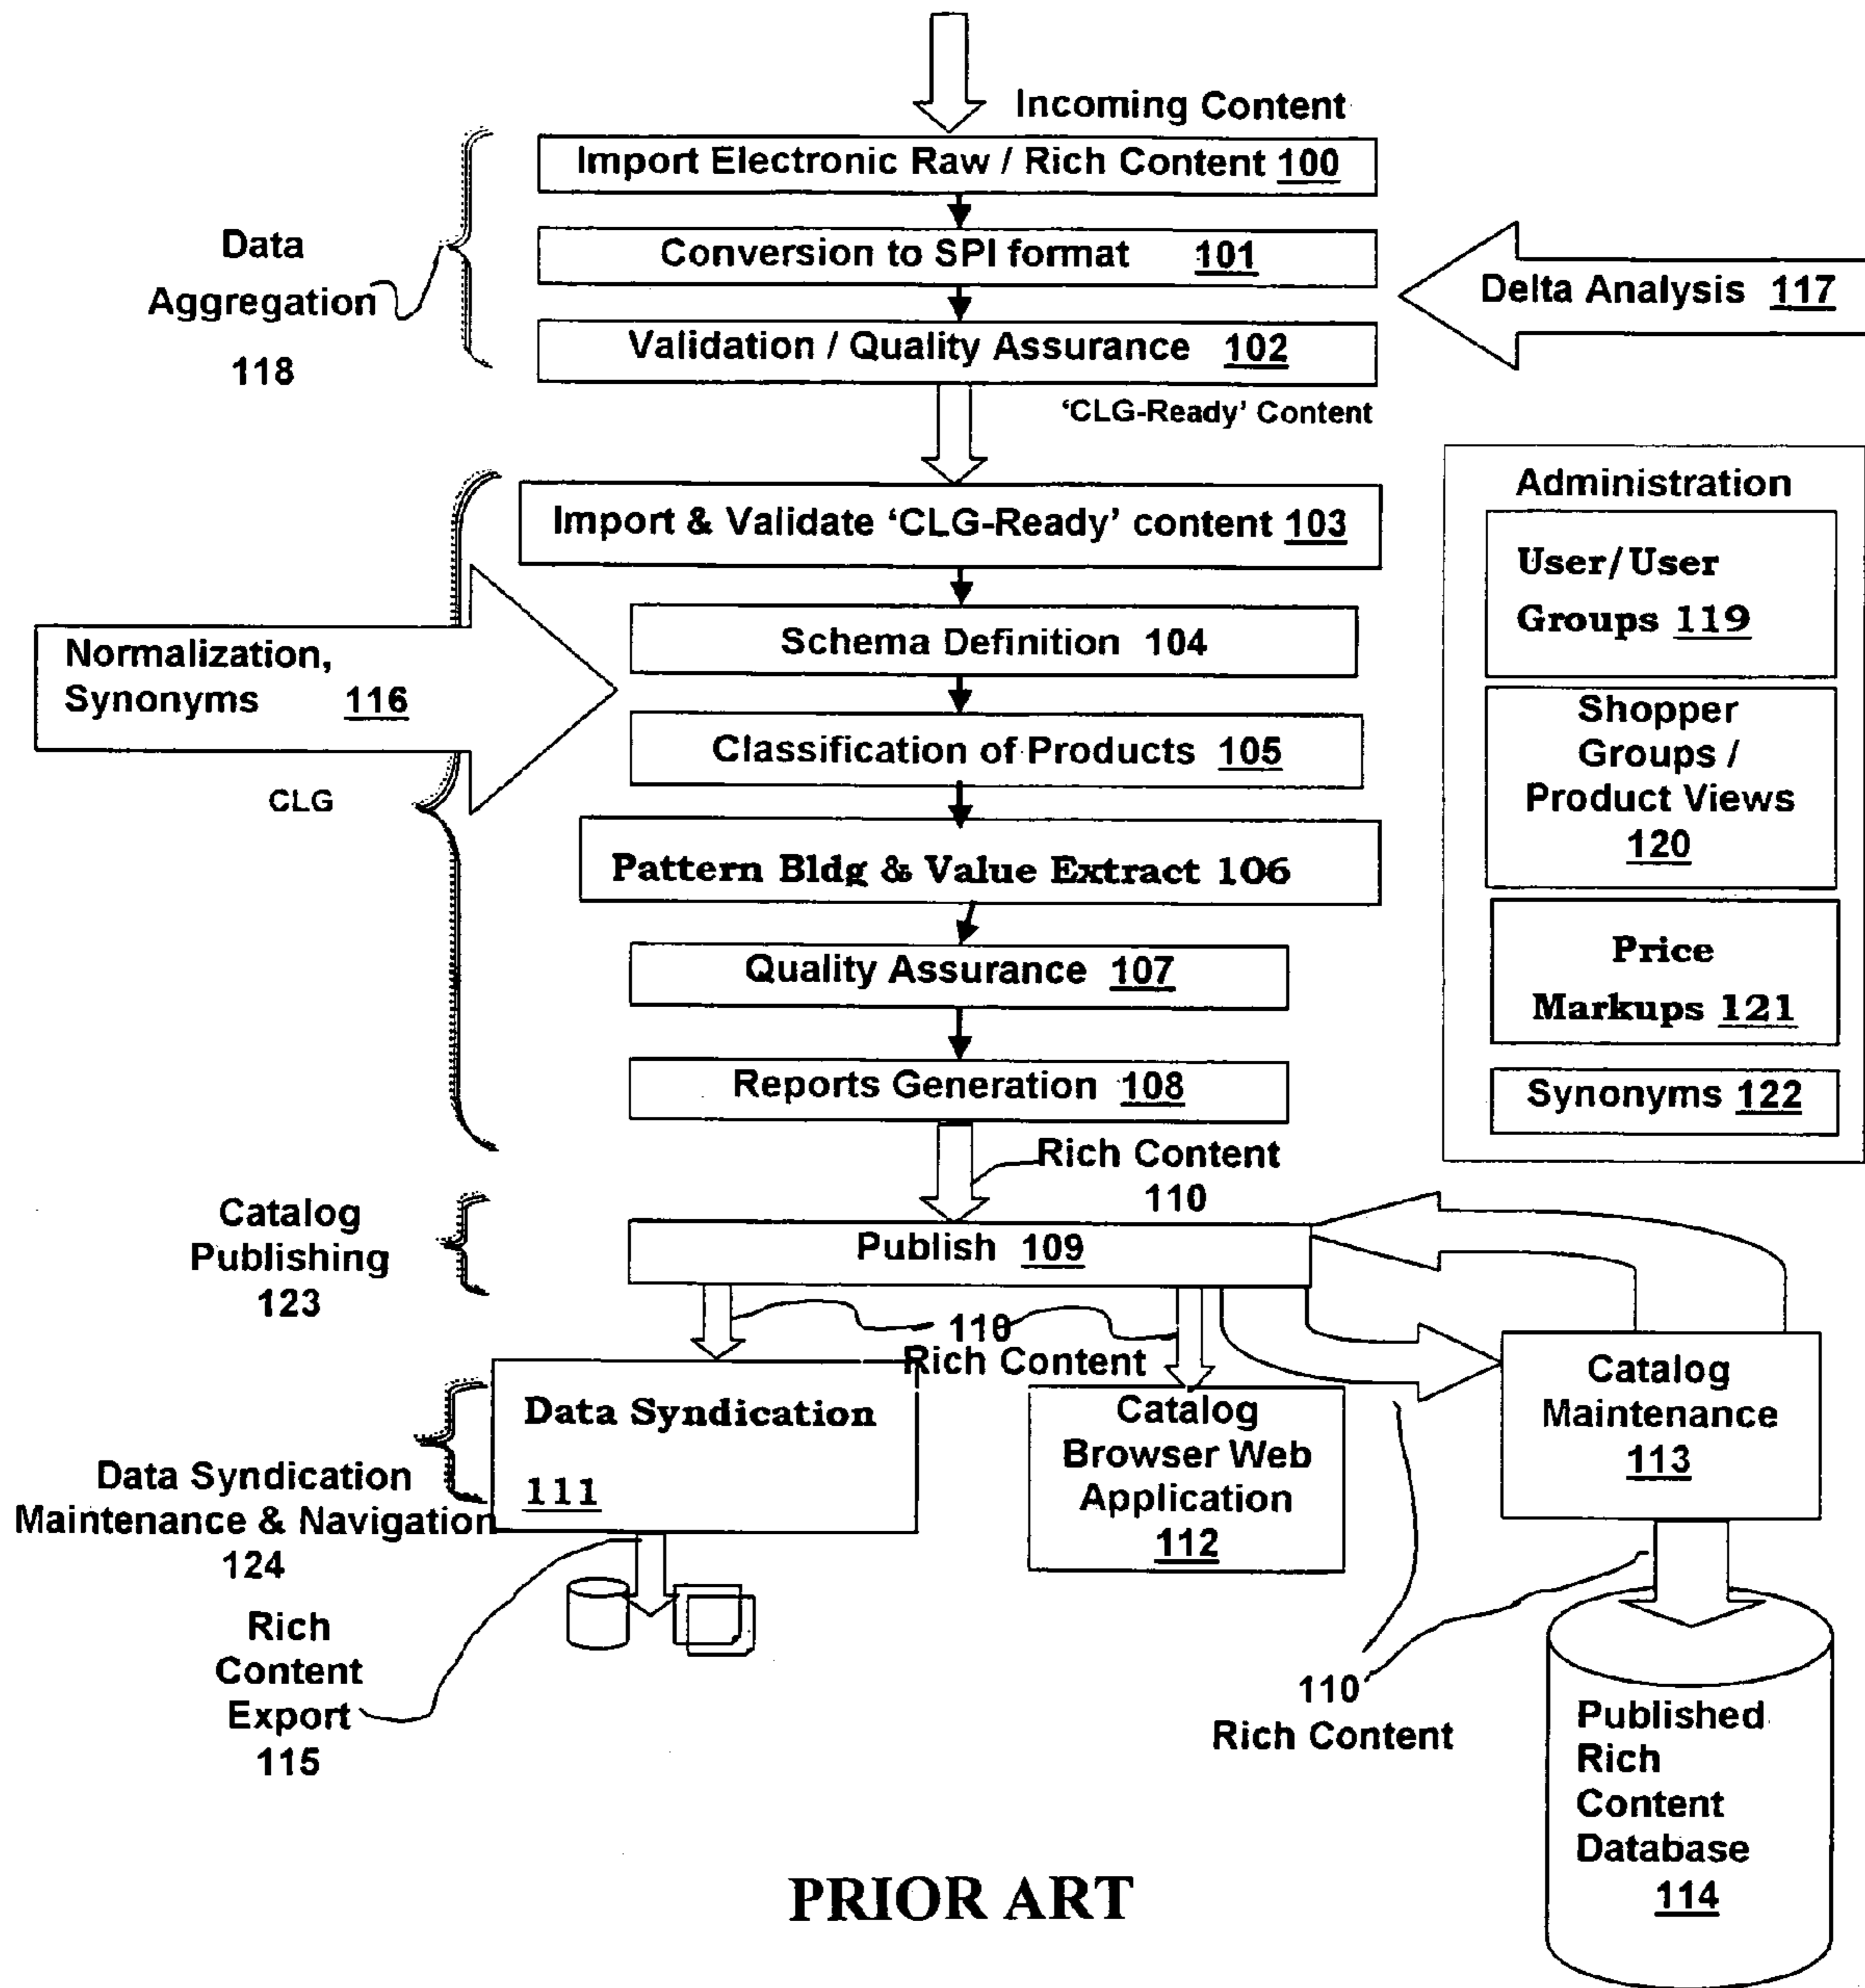 Incoming Content
Import Electronic Raw / Rich Content 100
Data
Aggregation
118
Conversion to SPI format 101
Validation / Quality Assurance 102
Delta Analysis 117
‘CLG-Ready’ Content
Import & Validate ‘CLG-Ready’ content 103
Normalization,
Synonyms 116
CLG
Schema Definition 104
Classification of Products 105
Pattern Bldg & Value Extract 106
Quality Assurance 107
Reports Generation 108
Administration
User/User
Groups 119
Shopper
Groups /
Product Views
120
Price
Markups 121
Synonyms 122
Rich Content
110
Catalog
Publishing
123
Publish 109
110
Rich Content
Data Syndication
111
Data Syndication
Maintenance & Navigation
124
Catalog
Browser Web
Application
112
Catalog
Maintenance
113
Rich
Content
Export
115
110
Rich Content
Published
Rich
Content
Database
114
PRIOR ART